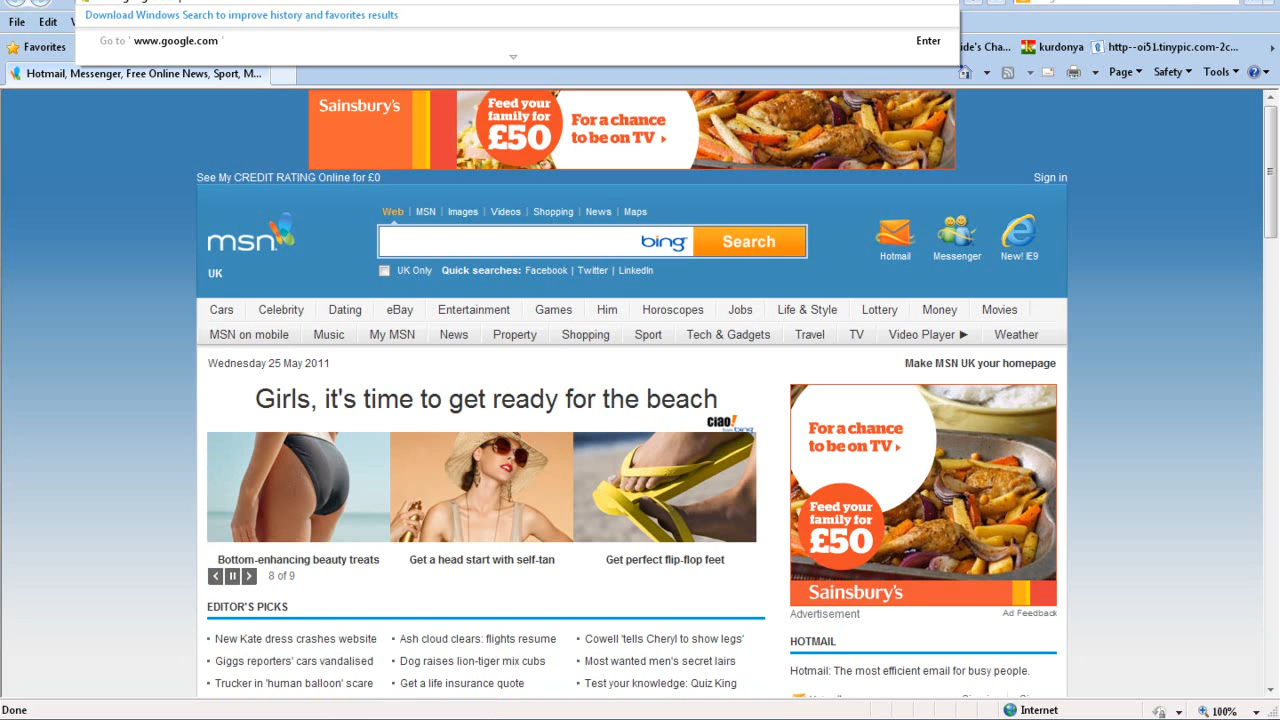 Download Windows Search to improve history and favorites results
File Edit
Go to ' www.google.com ' Enter
Favorites
ide's Cha... kurdonya http--oi51.tinypic.com-2c...
Hotmail, Messenger, Free Online News, Sport, M...
Page Safety Tools
Sainsbury's
Feed your
family for
£50
For a chance
to be on TV
See My CREDIT RATING Online for £0
Sign in
Web | MSN | Images | Videos | Shopping | News | Maps
msn
UK
bing
Search
Hotmail Messenger New! IE9
UK Only Quick searches: Facebook | Twitter | LinkedIn
Cars Celebrity Dating eBay Entertainment Games Him Horoscopes Jobs Life & Style Lottery Money Movies
MSN on mobile Music My MSN News Property Shopping Sport Tech & Gadgets Travel TV Video Player Weather
Wednesday 25 May 2011
Make MSN UK your homepage
Girls, it's time to get ready for the beach
ciao!
from bing
Bottom-enhancing beauty treats
Get a head start with self-tan
Get perfect flip-flop feet
8 of 9
For a chance
to be on TV
Feed your
family for
£50
Sainsbury's
Advertisement
Ad Feedback
EDITOR'S PICKS
New Kate dress crashes website
Ash cloud clears: flights resume
Cowell 'tells Cheryl to show legs'
Giggs reporters' cars vandalised
Dog raises lion-tiger mix cubs
Most wanted men's secret lairs
Trucker in 'human balloon' scare
Get a life insurance quote
Test your knowledge: Quiz King
HOTMAIL
Hotmail: The most efficient email for busy people.
Done
Internet
100%